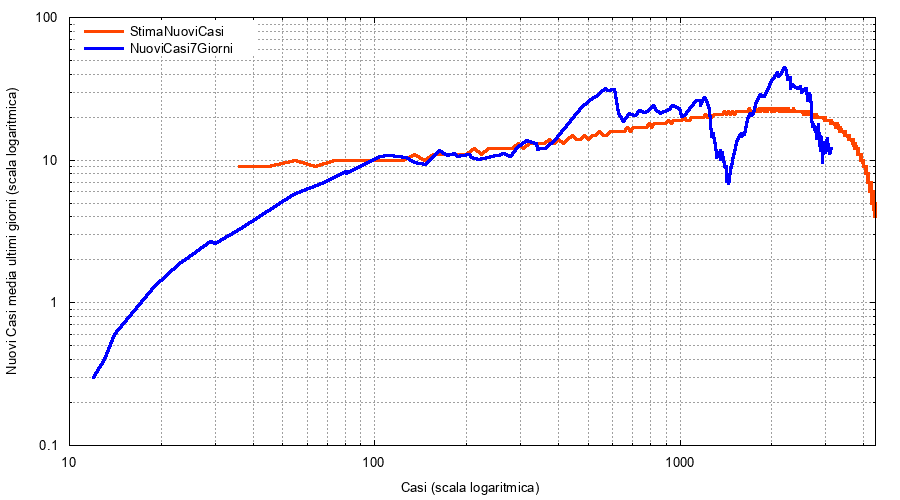 StimaNuoviCasi
NuoviCasi7Giorni
Nuovi Casi media ultimi giorni (scala logaritmica)
100
10
1
0.1
10
100
1000
Casi (scala logaritmica)